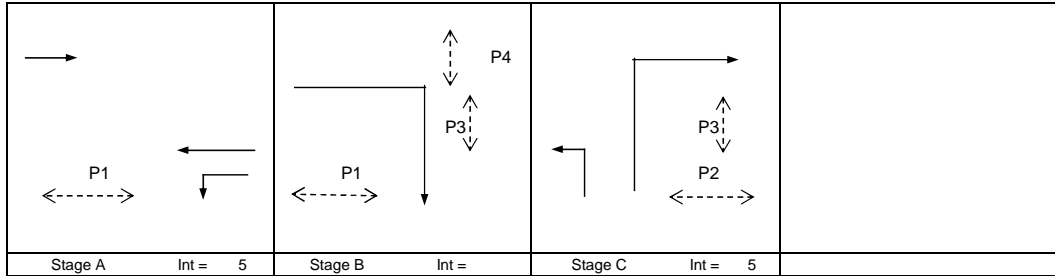 P4
P3
P3
P1
P1
P2
Stage A Int = 5
Stage B Int =
Stage C Int = 5